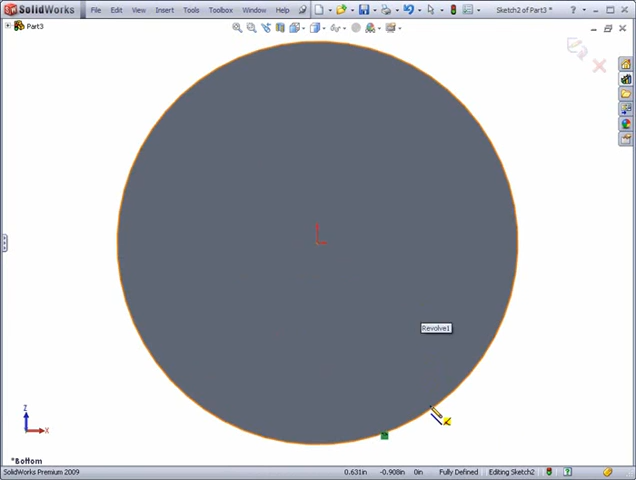 SolidWorks File Edit View Insert Tools Toolbox Window Help Sketch2 of Part3 ?
Part3
Revolve1
Z
X
*Bottom
SolidWorks Premium 2009 0.631in -0.908in 0in Fully Defined Editing Sketch2 ?